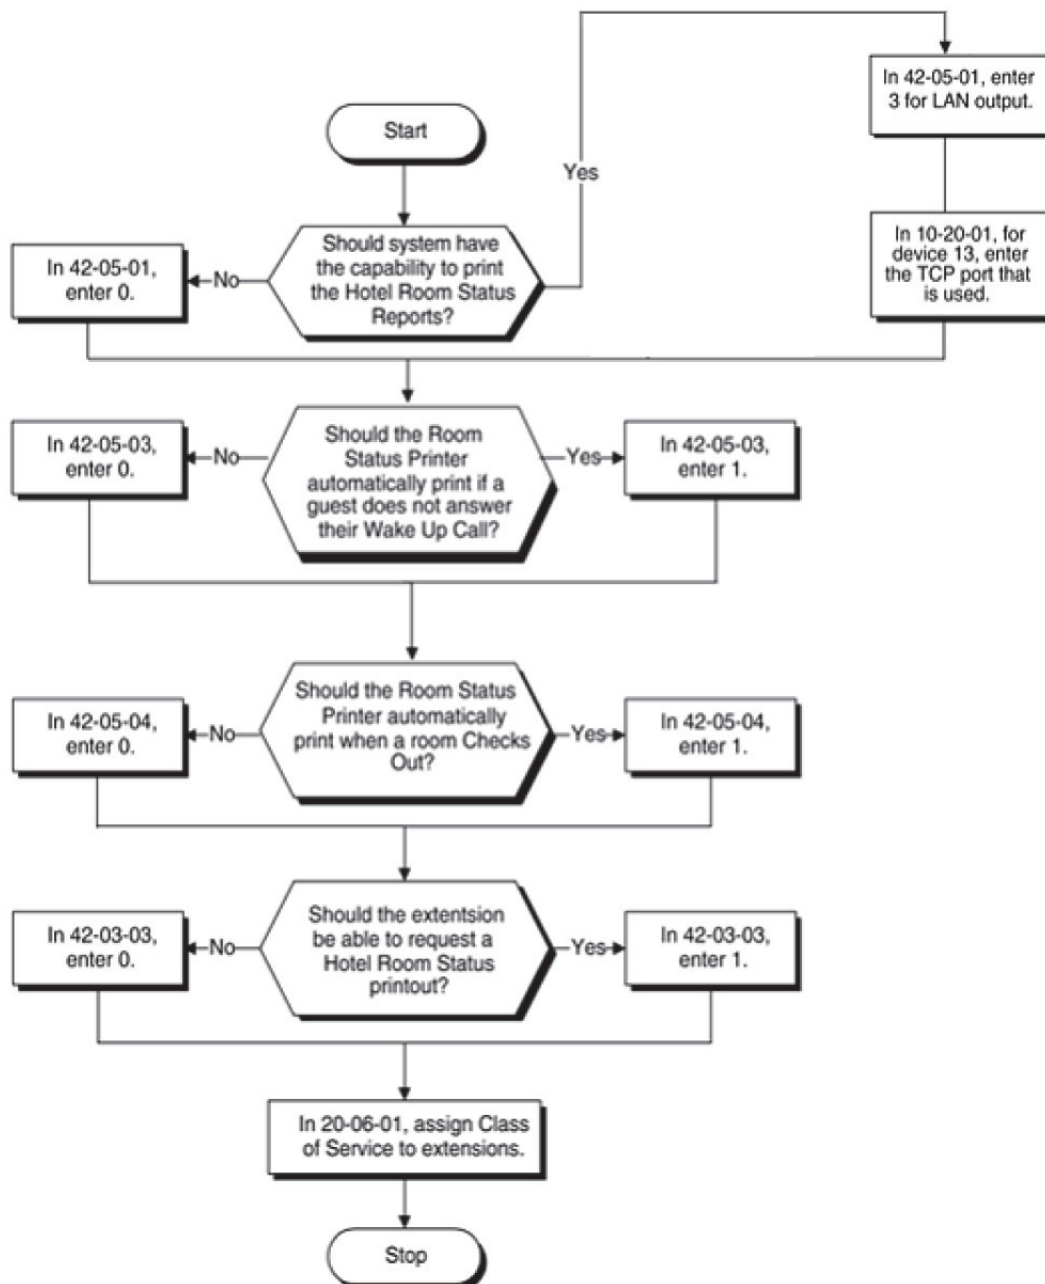 Start
Should system have
the capability to print
the Hotel Room Status
Reports?
No
In 42-05-01,
enter 0.
Yes
In 42-05-01, enter
3 for LAN output.
In 10-20-01, for
device 13, enter
the TCP port that
is used.
Should the Room
Status Printer
automatically print if a
guest does not answer
their Wake Up Call?
No
In 42-05-03,
enter 0.
Yes
In 42-05-03,
enter 1.
Should the Room Status
Printer automatically
print when a room Checks
Out?
No
In 42-05-04,
enter 0.
Yes
In 42-05-04,
enter 1.
Should the extentsion
be able to request a
Hotel Room Status
printout?
No
In 42-03-03,
enter 0.
Yes
In 42-03-03,
enter 1.
In 20-06-01, assign Class
of Service to extensions.
Stop